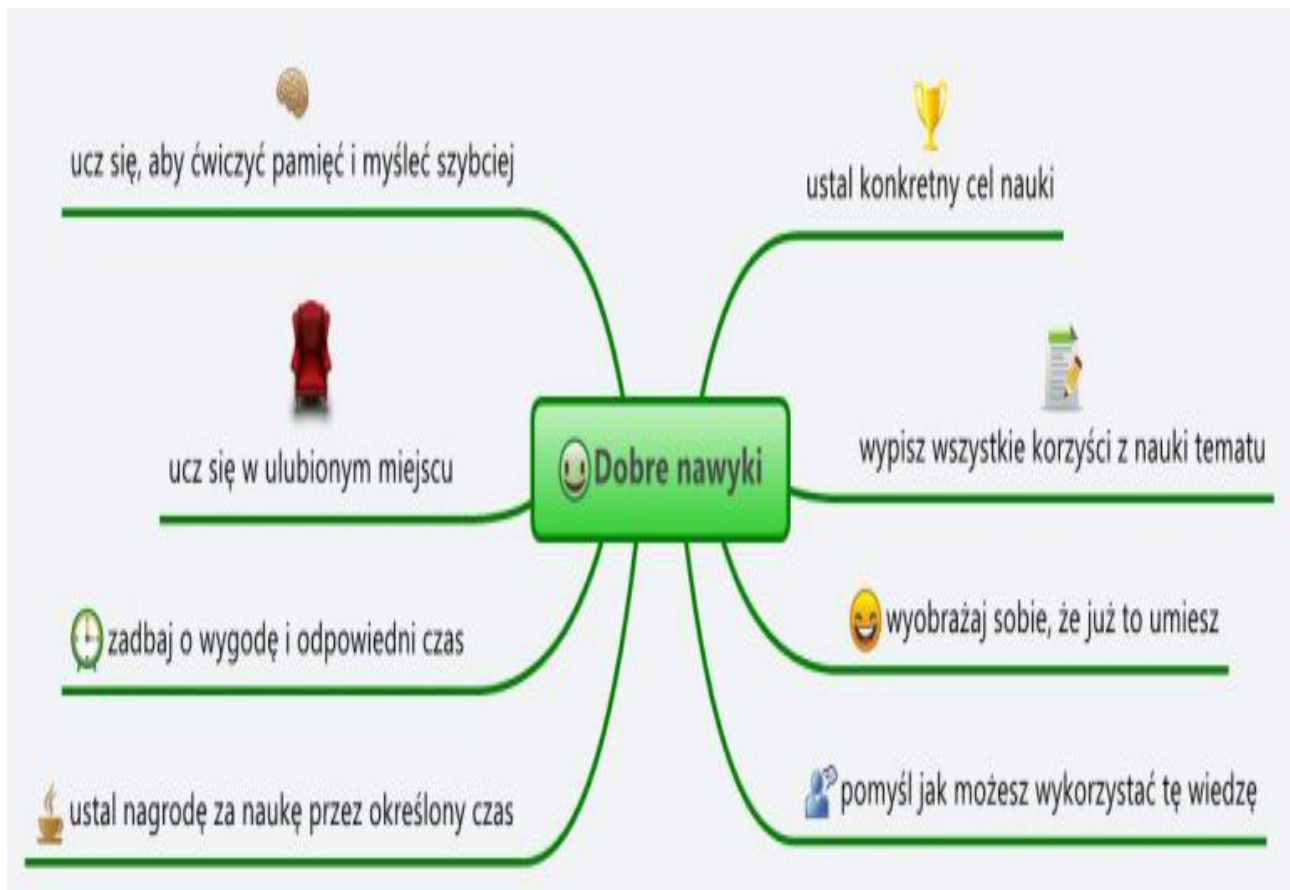 ucz się, aby ćwiczyć pamięć i myśleć szybciej
ustal konkretny cel nauki
ucz się w ulubionym miejscu
Dobre nawyki
wypisz wszystkie korzyści z nauki tematu
zadbaj o wygodę i odpowiedni czas
wyobrażaj sobie, że już to umiesz
ustal nagrodę za naukę przez określony czas
pomyśl jak możesz wykorzystać tę wiedzę